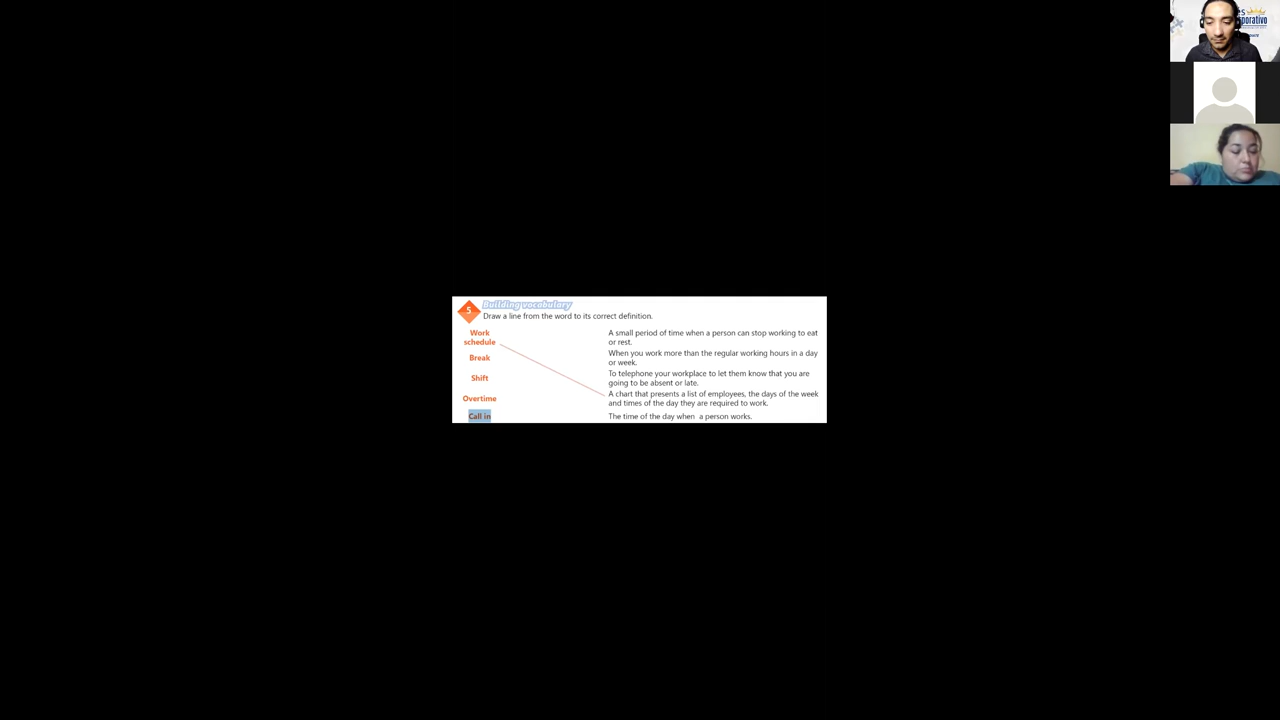 5
Building vocabulary
Draw a line from the word to its correct definition.
Work
schedule
Break
Shift
Overtime
Call in
A small period of time when a person can stop working to eat
or rest.
When you work more than the regular working hours in a day
or week.
To telephone your workplace to let them know that you are
going to be absent or late.
A chart that presents a list of employees, the days of the week
and times of the day they are required to work.
The time of the day when a person works.